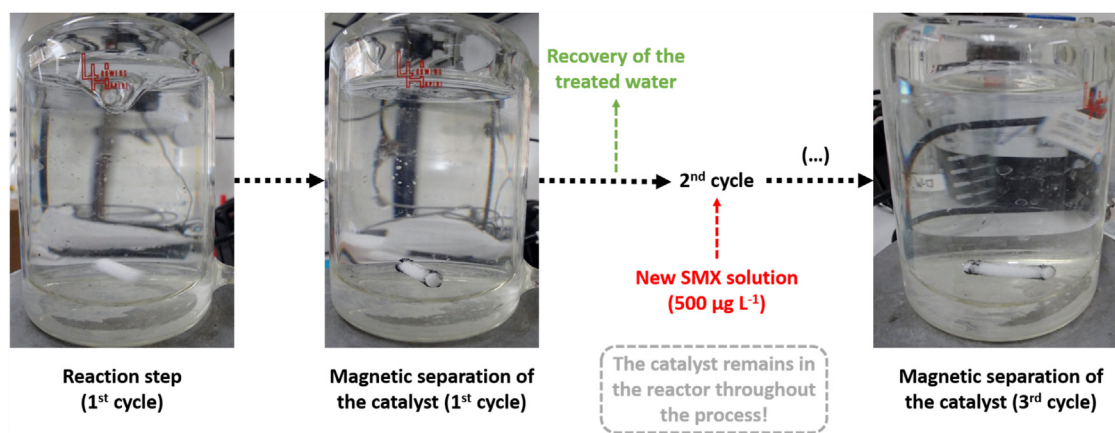 Recovery of the
treated water
(...)
2nd cycle
New SMX solution
(500 µg L-1)
The catalyst remains in
the reactor throughout
the process!
Reaction step
(1st cycle)
Magnetic separation of
the catalyst (1st cycle)
Magnetic separation of
the catalyst (3rd cycle)